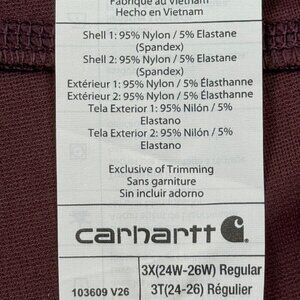 Fabriqué au Vietnam
Hecho en Vietnam
Shell 1: 95% Nylon / 5% Elastane
(Spandex)
Shell 2: 95% Nylon / 5% Elastane
(Spandex)
Extérieur 1: 95% Nylon / 5% Élasthanne
Extérieur 2: 95% Nylon / 5% Élasthanne
Tela Exterior 1: 95% Nilón / 5%
Elastano
Tela Exterior 2: 95% Nilón / 5%
Elastano
Exclusive of Trimming
Sans garniture
Sin incluir adorno
carhartt
3X(24W-26W) Regular
103609 V26 3T(24-26) Régulier